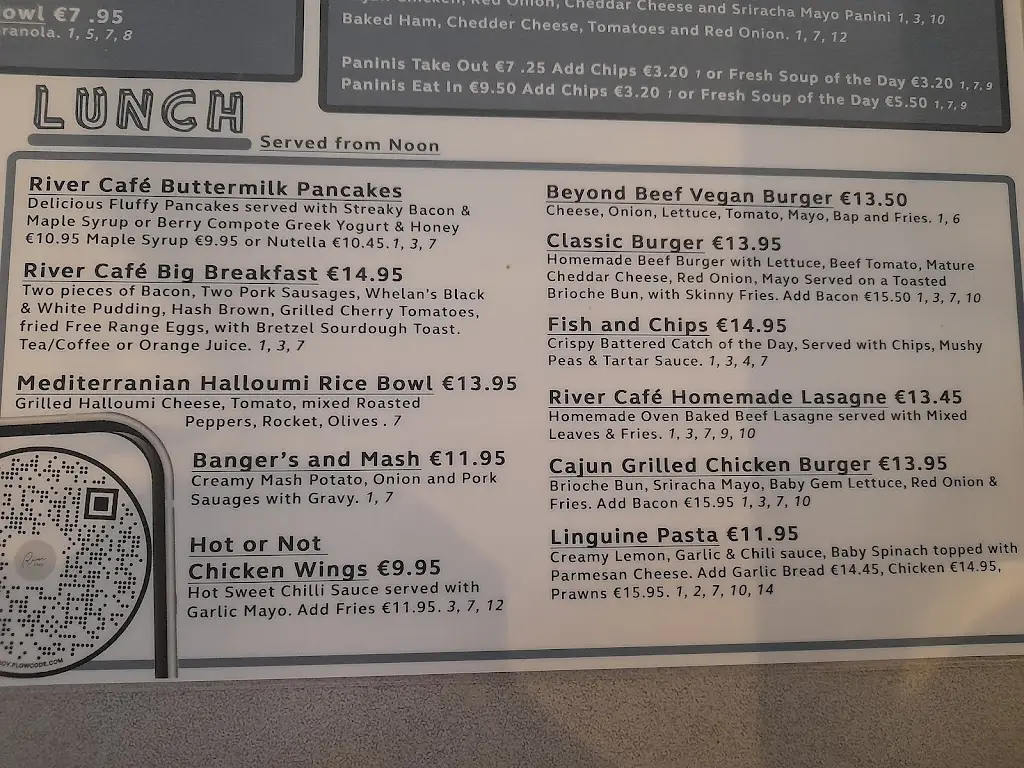 owl €7 .95
ranola. 1, 5, 7, 8
Chicken, Red Onion, Cheddar Cheese and Sriracha Mayo Panini 1, 3, 10
Baked Ham, Chedder Cheese, Tomatoes and Red Onion. 1, 7, 12
Paninis Take Out €7 .25 Add Chips €3.20 1 or Fresh Soup of the Day €3.20 1, 7, 9
Paninis Eat In €9.50 Add Chips €3.20 1 or Fresh Soup of the Day €5.50 1, 7, 9
LUNCH
Served from Noon
River Café Buttermilk Pancakes
Delicious Fluffy Pancakes served with Streaky Bacon &
Maple Syrup or Berry Compote Greek Yogurt & Honey
€10.95 Maple Syrup €9.95 or Nutella €10.45. 1, 3, 7
River Café Big Breakfast €14.95
Two pieces of Bacon, Two Pork Sausages, Whelan's Black
& White Pudding, Hash Brown, Grilled Cherry Tomatoes,
fried Free Range Eggs, with Bretzel Sourdough Toast.
Tea/Coffee or Orange Juice. 1, 3, 7
Mediterranian Halloumi Rice Bowl €13.95
Grilled Halloumi Cheese, Tomato, mixed Roasted
Peppers, Rocket, Olives . 7
Banger's and Mash €11.95
Creamy Mash Potato, Onion and Pork
Sauages with Gravy. 1, 7
Hot or Not
Chicken Wings €9.95
Hot Sweet Chilli Sauce served with
Garlic Mayo. Add Fries €11.95. 3, 7, 12
Beyond Beef Vegan Burger €13.50
Cheese, Onion, Lettuce, Tomato, Mayo, Bap and Fries. 1, 6
Classic Burger €13.95
Homemade Beef Burger with Lettuce, Beef Tomato, Mature
Cheddar Cheese, Red Onion, Mayo Served on a Toasted
Brioche Bun, with Skinny Fries. Add Bacon €15.50 1, 3, 7, 10
Fish and Chips €14.95
Crispy Battered Catch of the Day, Served with Chips, Mushy
Peas & Tartar Sauce. 1, 3, 4, 7
River Café Homemade Lasagne €13.45
Homemade Oven Baked Beef Lasagne served with Mixed
Leaves & Fries. 1, 3, 7, 9, 10
Cajun Grilled Chicken Burger €13.95
Brioche Bun, Sriracha Mayo, Baby Gem Lettuce, Red Onion &
Fries. Add Bacon €15.95 1, 3, 7, 10
Linguine Pasta €11.95
Creamy Lemon, Garlic & Chili sauce, Baby Spinach topped with
Parmesan Cheese. Add Garlic Bread €14.45, Chicken €14.95,
Prawns €15.95. 1, 2, 7, 10, 14
.FLOWCODE.COM